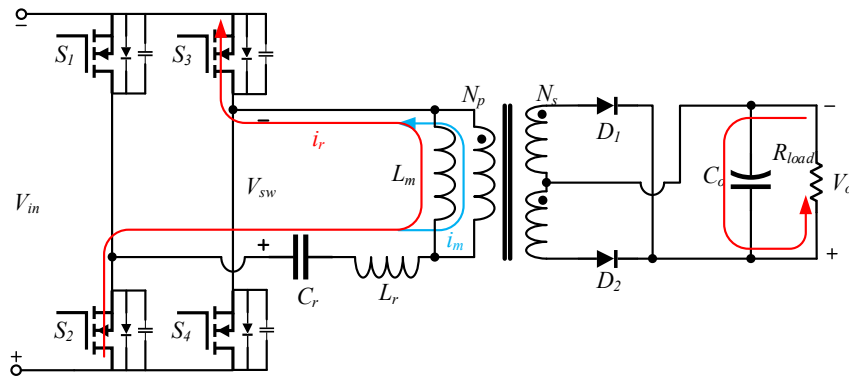 −
S1 S3
Np Ns
D1
− ir Lm
Vin Vsw
Co Rload Vo
−
+ im
Cr Lr
D2 +
S2 S4
+